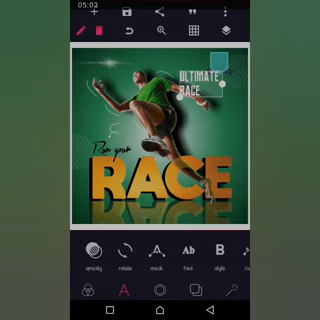 05:02
ULTIMATE
RACE
Run your
RACE
opacity rotate mask font style
Ab B